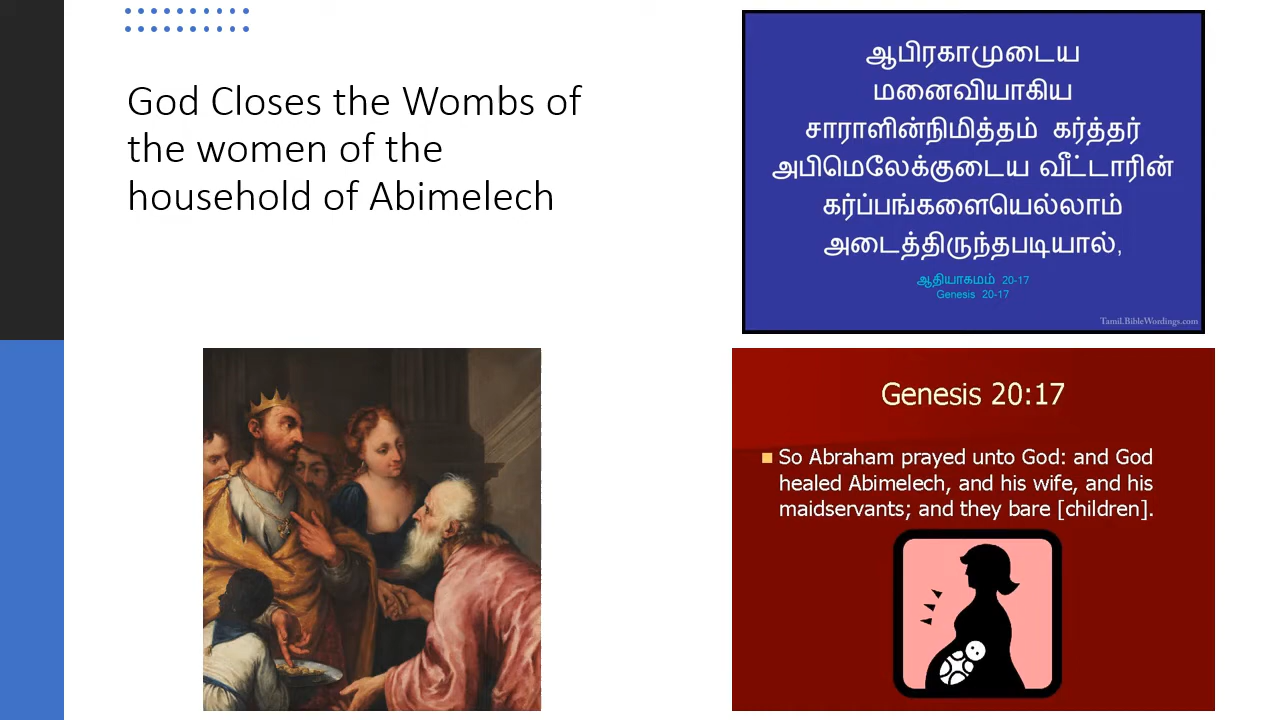 God Closes the Wombs of
the women of the
household of Abimelech
ஆபிரகாமுடைய
மனைவியாகிய
சாராளின்நிமித்தம் கர்த்தர்
அபிமெலேக்குடைய வீட்டாரின்
கர்ப்பங்களையெல்லாம்
அடைத்திருந்தபடியால்,
ஆதியாகமம் 20-17
Genesis 20-17
Tamil.BibleWordings.com
Genesis 20:17
So Abraham prayed unto God: and God
healed Abimelech, and his wife, and his
maidservants; and they bare [children].